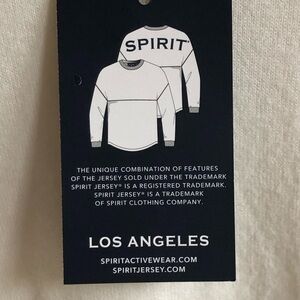 SPIRIT
THE UNIQUE COMBINATION OF FEATURES
OF THE JERSEY SOLD UNDER THE TRADEMARK
SPIRIT JERSEY® IS A REGISTERED TRADEMARK.
SPIRIT JERSEY® IS A TRADEMARK
OF SPIRIT CLOTHING COMPANY.
LOS ANGELES
SPIRITACTIVEWEAR.COM
SPIRITJERSEY.COM